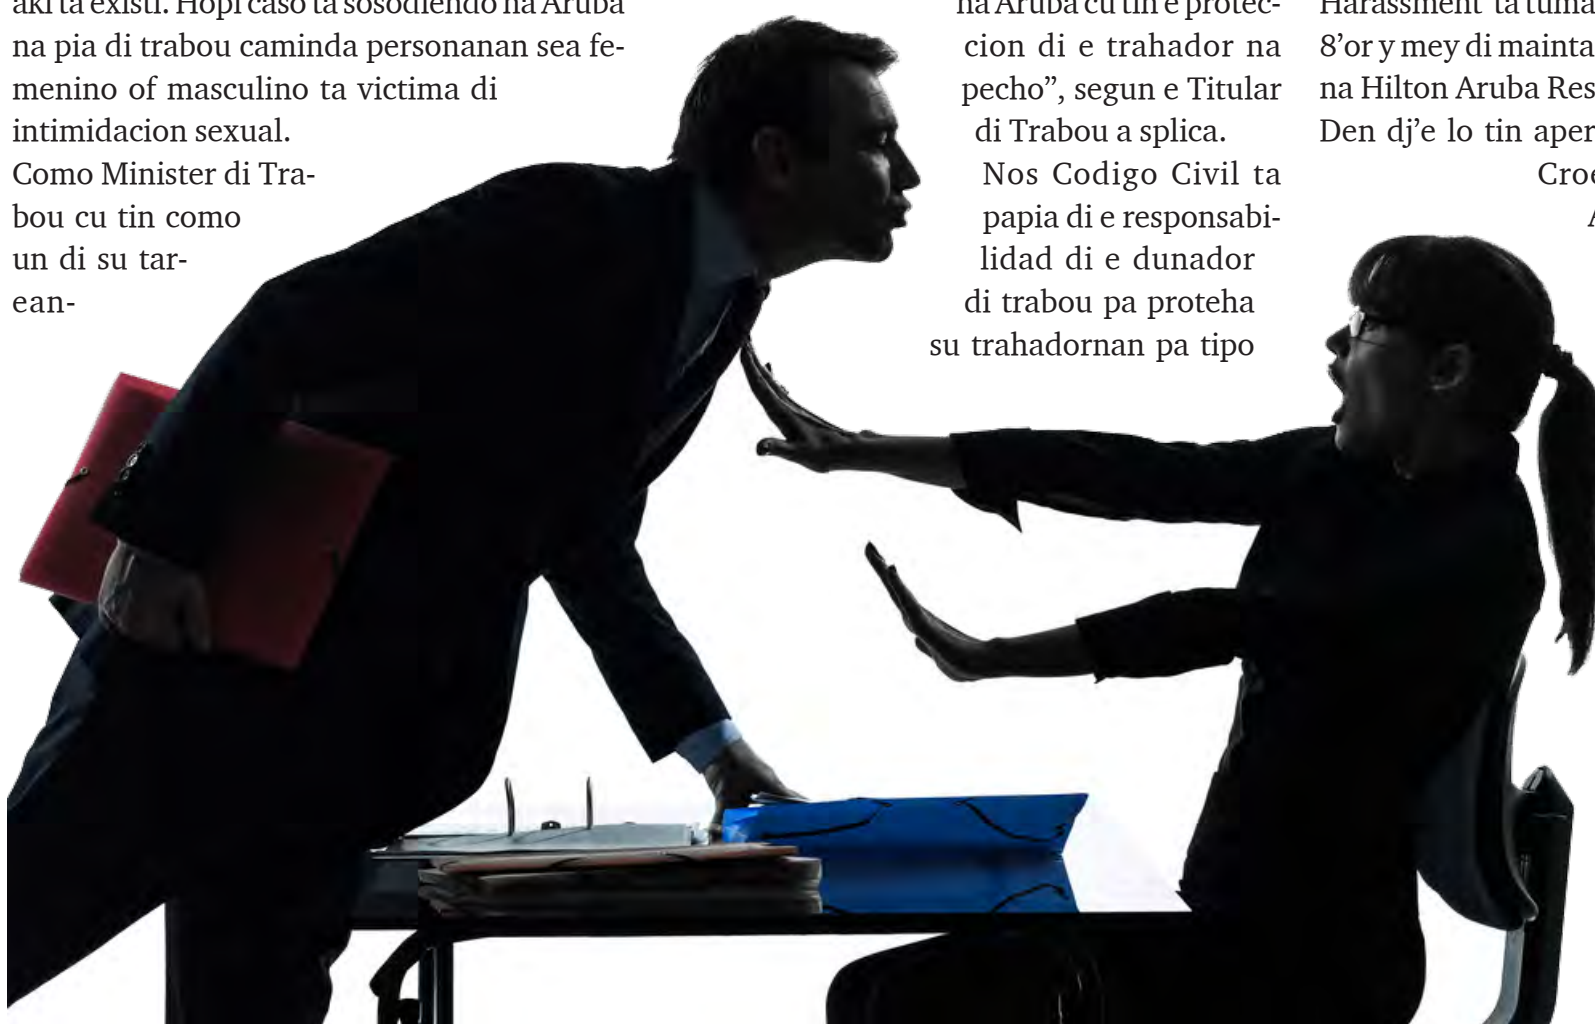 aki ta existi. Hopi caso ta sosodiendo na Aruba
na pia di trabou caminda personanan sea fe-
menino of masculino ta victima di
intimidacion sexual.
Como Minister di Tra-
bou cu tin como
un di su tar-
ean-
na Aruba cu tin e protec-
cion di e trahador na
pecho”, segun e Titular
di Trabou a splica.
Nos Codigo Civil ta
papia di e responsabi-
lidad di e dunador
di trabou pa proteha
su trahadornan pa tipo
Harassment ta tuma
8’or y mey di mainta
na Hilton Aruba Res
Den dj’e lo tin aper
Croe